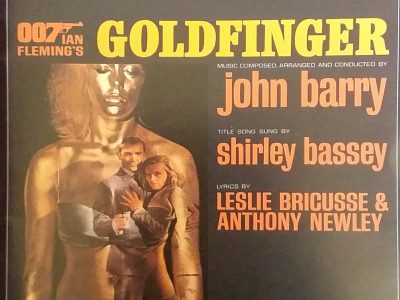 007
IAN
FLEMING'S
GOLDFINGER
MUSIC COMPOSED, ARRANGED AND CONDUCTED BY
john barry
TITLE SONG SUNG BY
shirley bassey
LYRICS BY
LESLIE BRICUSSE &
ANTHONY NEWLEY